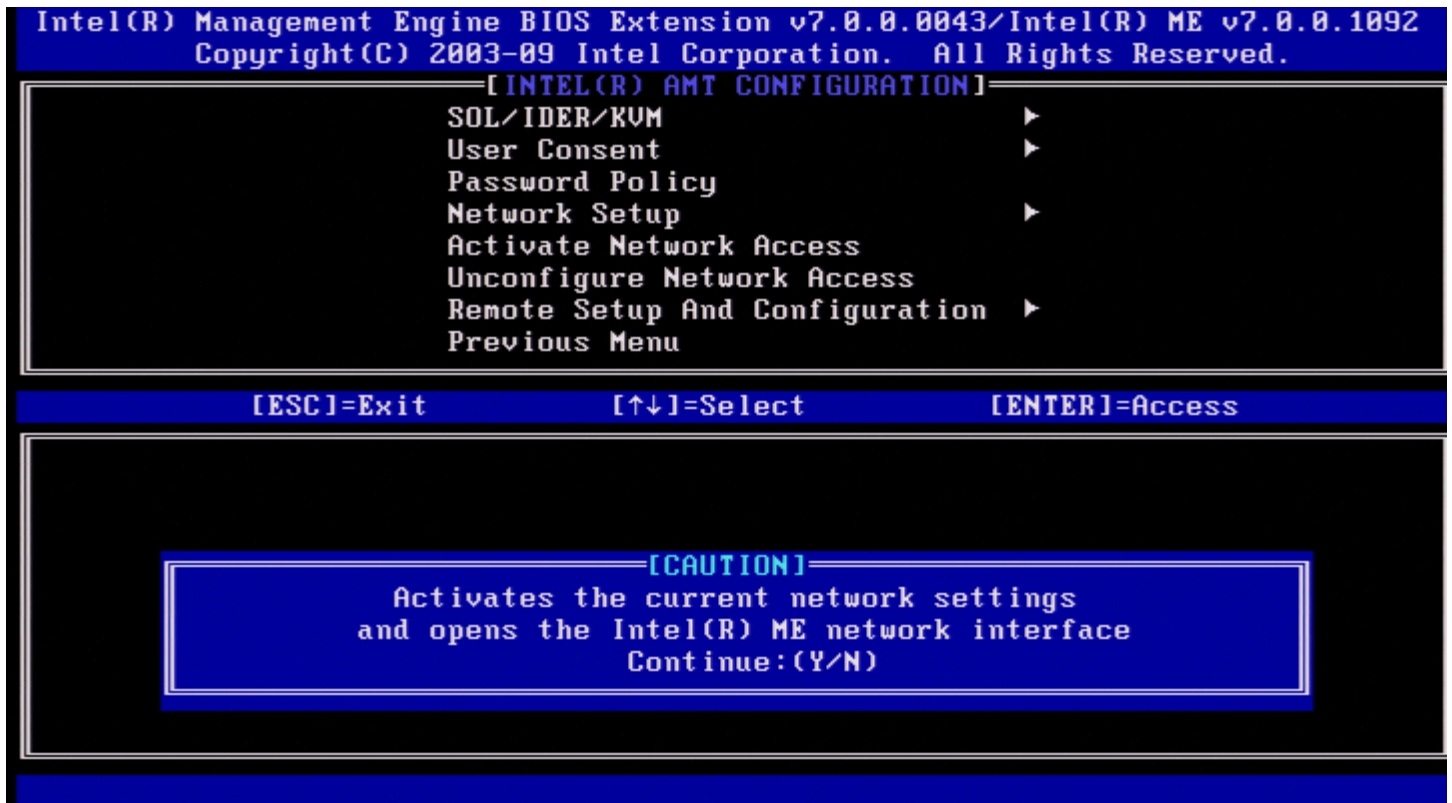 Intel(R) Management Engine BIOS Extension v7.0.0.0043/Intel(R) ME v7.0.0.1092
Copyright(C) 2003-09 Intel Corporation. All Rights Reserved.
[INTEL(R) AMT CONFIGURATION]
SOL/IDER/KVM ►
User Consent ►
Password Policy
Network Setup ►
Activate Network Access
Unconfigure Network Access
Remote Setup And Configuration ►
Previous Menu
[ESC]=Exit [↑↓]=Select [ENTER]=Access
[CAUTION]
Activates the current network settings
and opens the Intel(R) ME network interface
Continue:(Y/N)